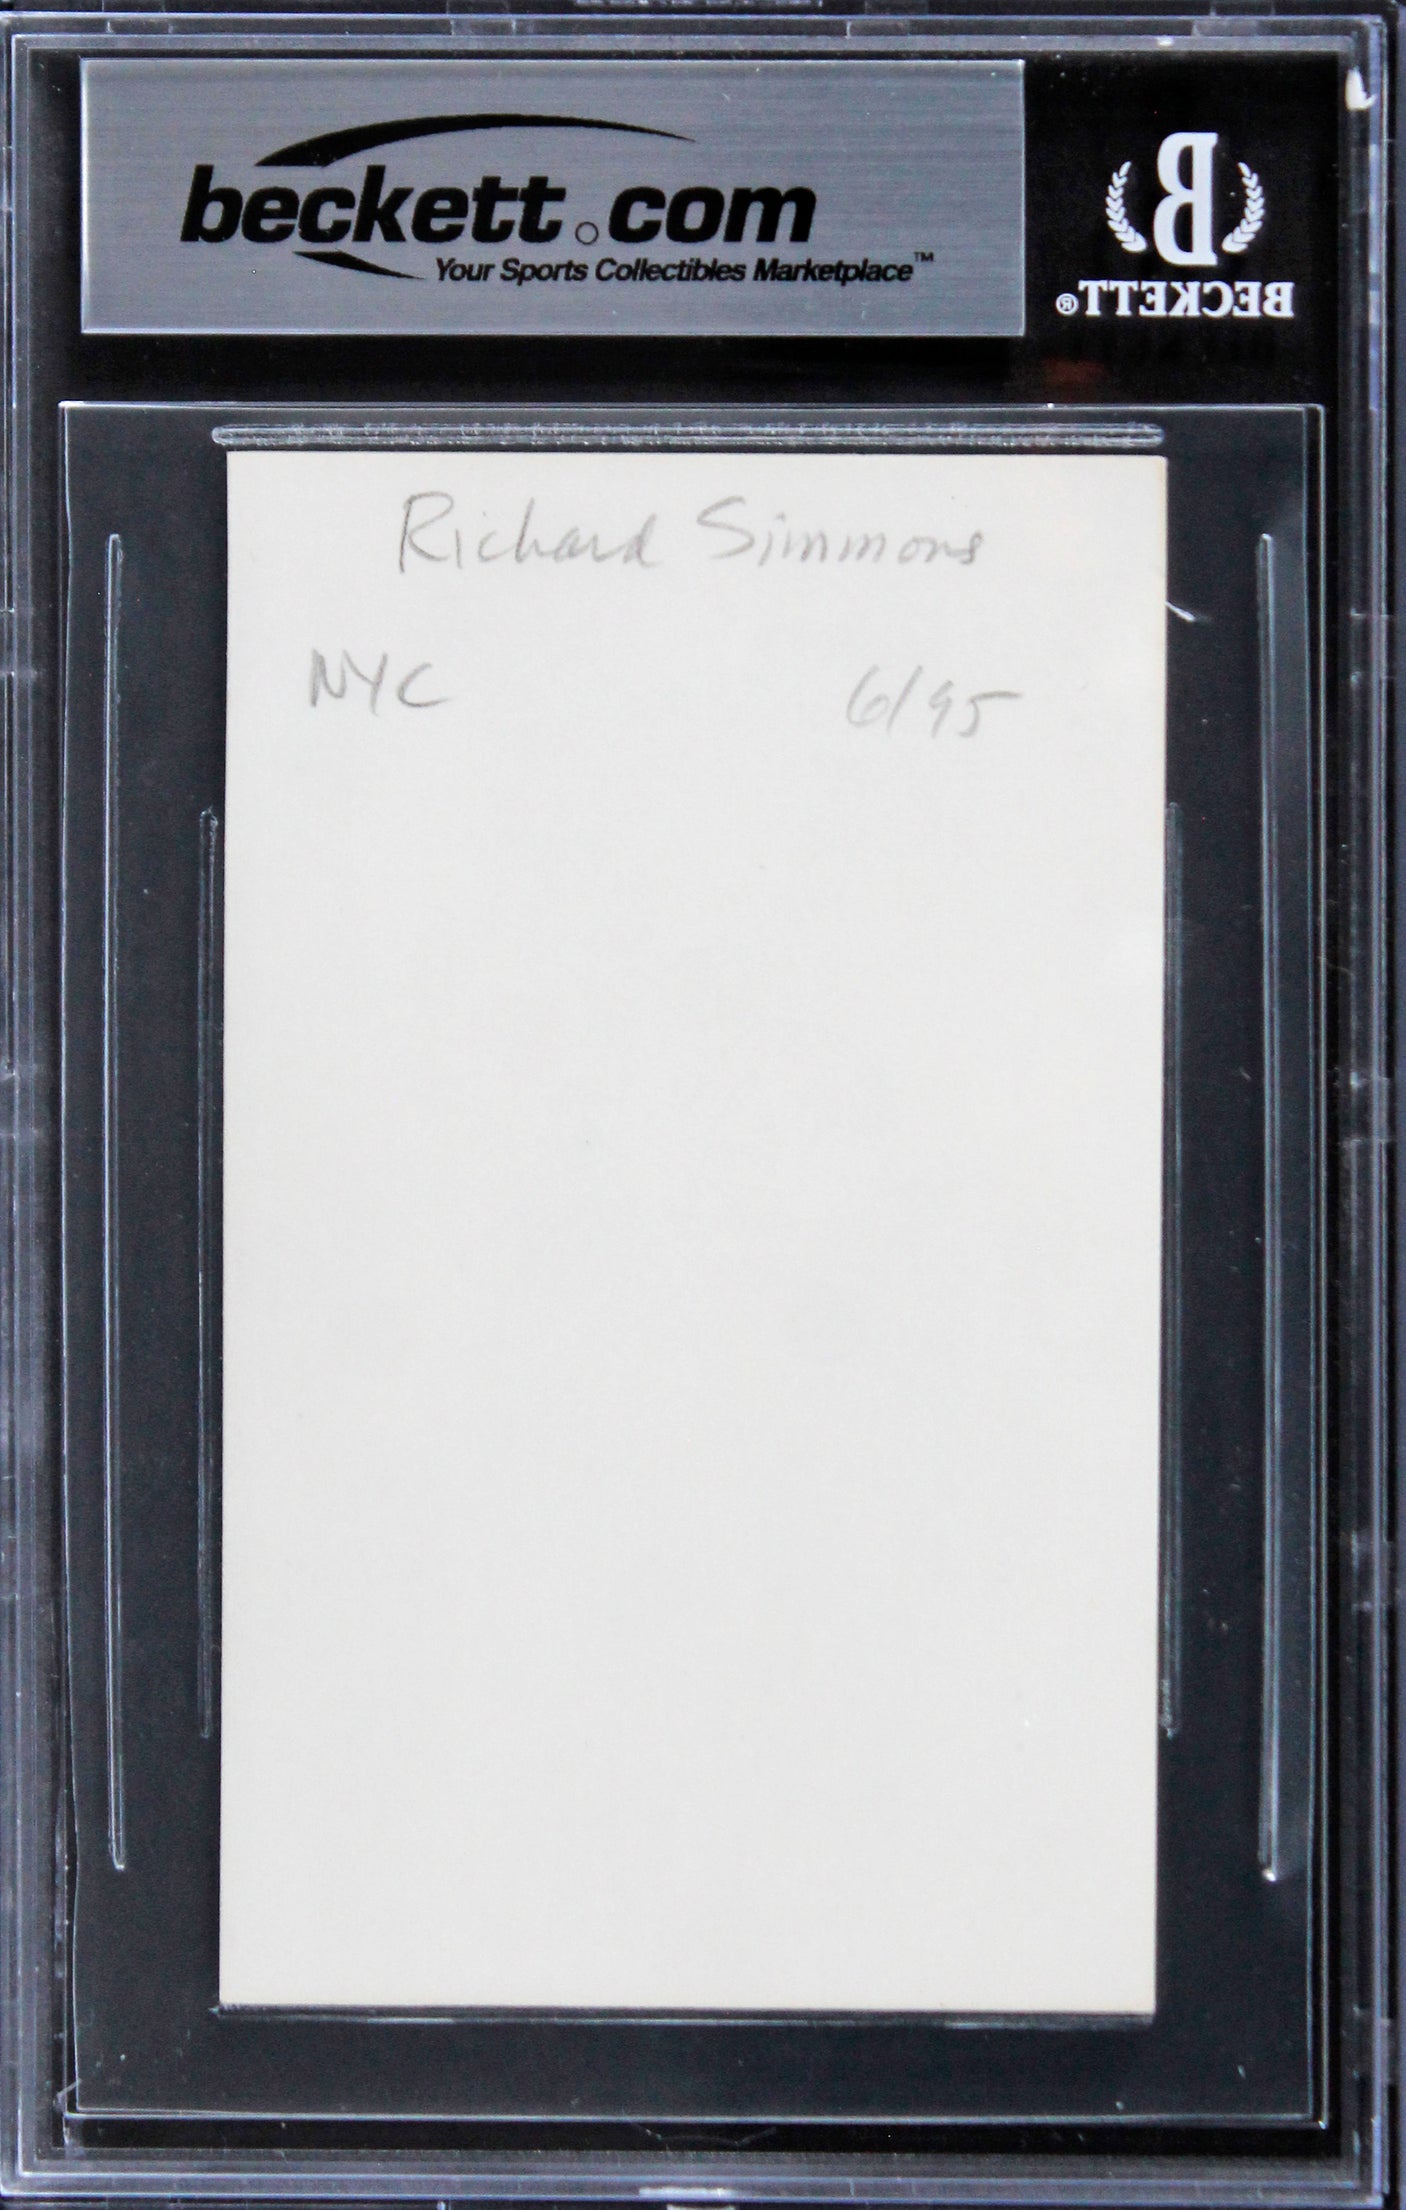 beckett.com
Your Sports Collectibles Marketplace™
BECKETT®
Richard Simmons
NYC 6/95